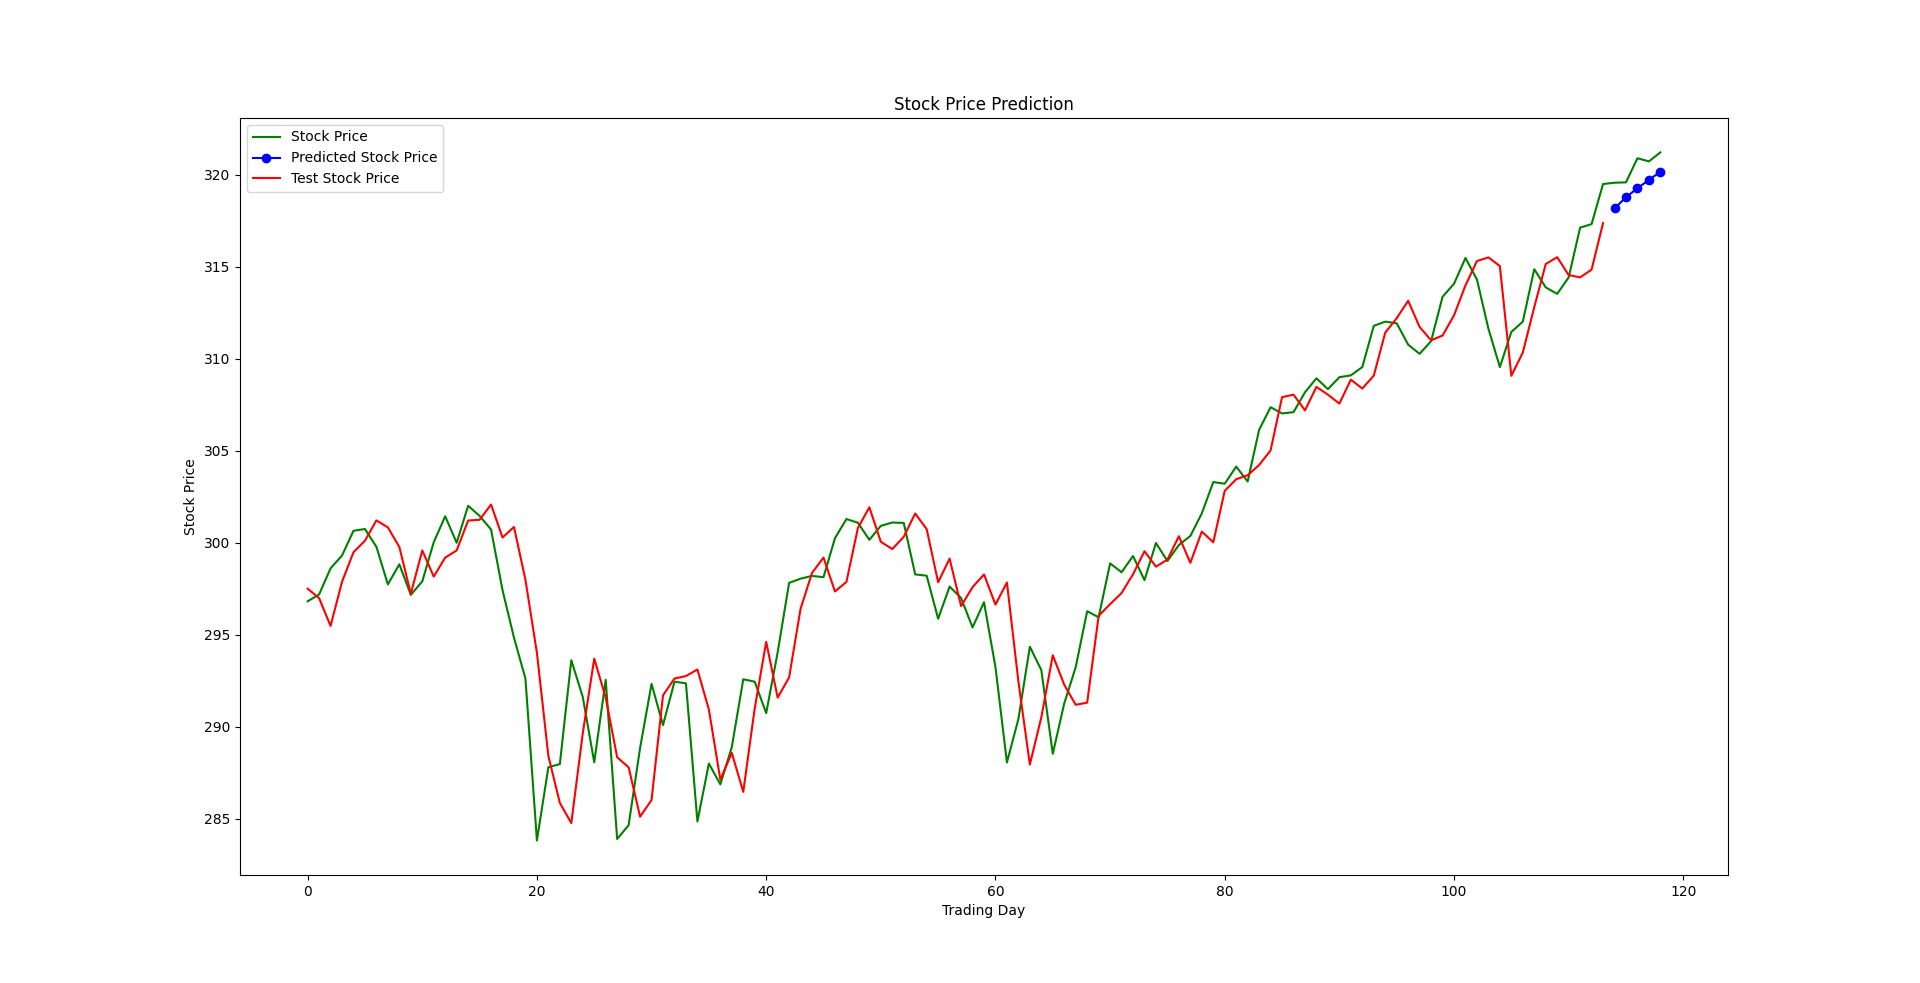 Stock Price Prediction
Stock Price
Predicted Stock Price
Test Stock Price
320
315
310
305
300
295
290
285
Stock Price
0 20 40 60 80 100 120
Trading Day